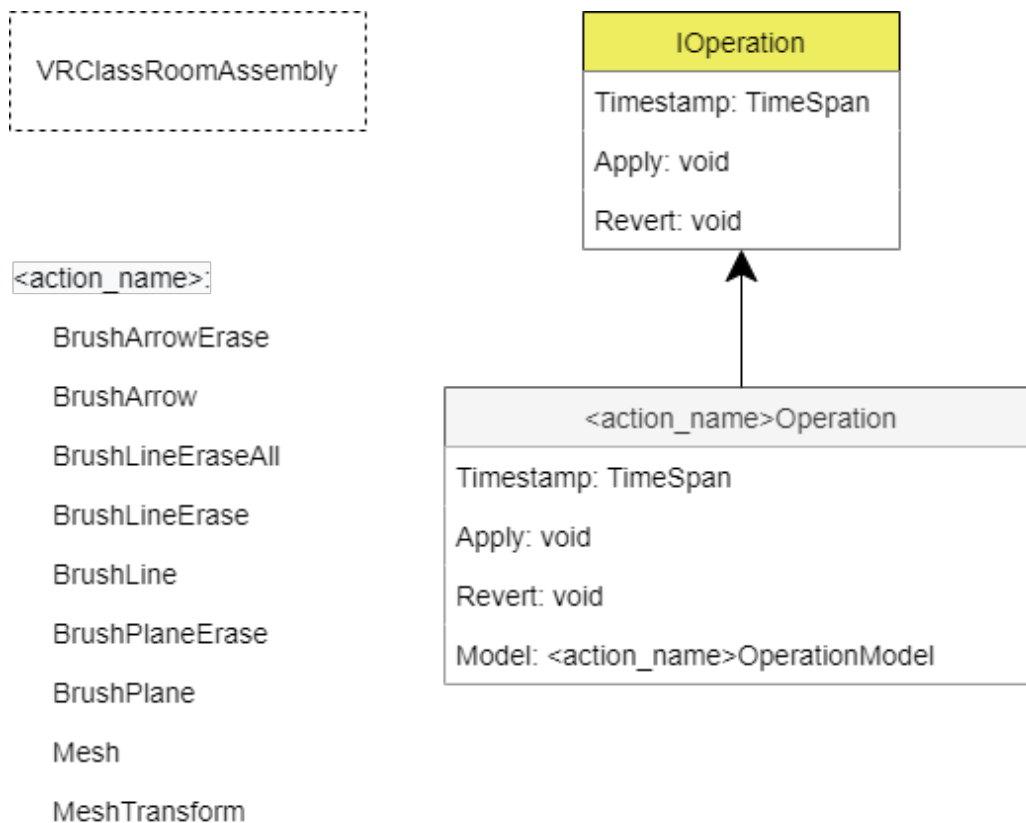 VRClassRoomAssembly
IOperation
Timestamp: TimeSpan
Apply: void
Revert: void
<action_name>:
BrushArrowErase
BrushArrow
BrushLineEraseAll
BrushLineErase
BrushLine
BrushPlaneErase
BrushPlane
Mesh
MeshTransform
<action_name>Operation
Timestamp: TimeSpan
Apply: void
Revert: void
Model: <action_name>OperationModel